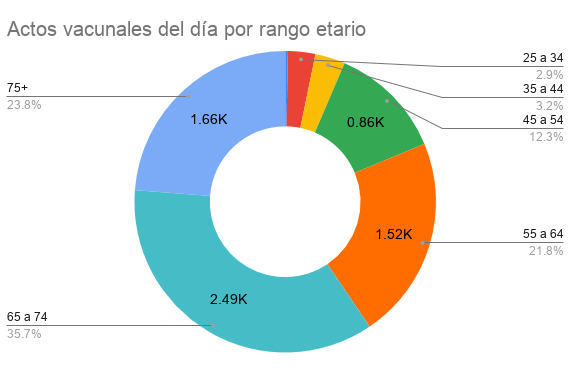 Actos vacunales del día por rango etario
25 a 34
2.9%
35 a 44
3.2%
45 a 54
12.3%
55 a 64
21.8%
65 a 74
35.7%
75+
23.8%
0.86K
1.52K
2.49K
1.66K